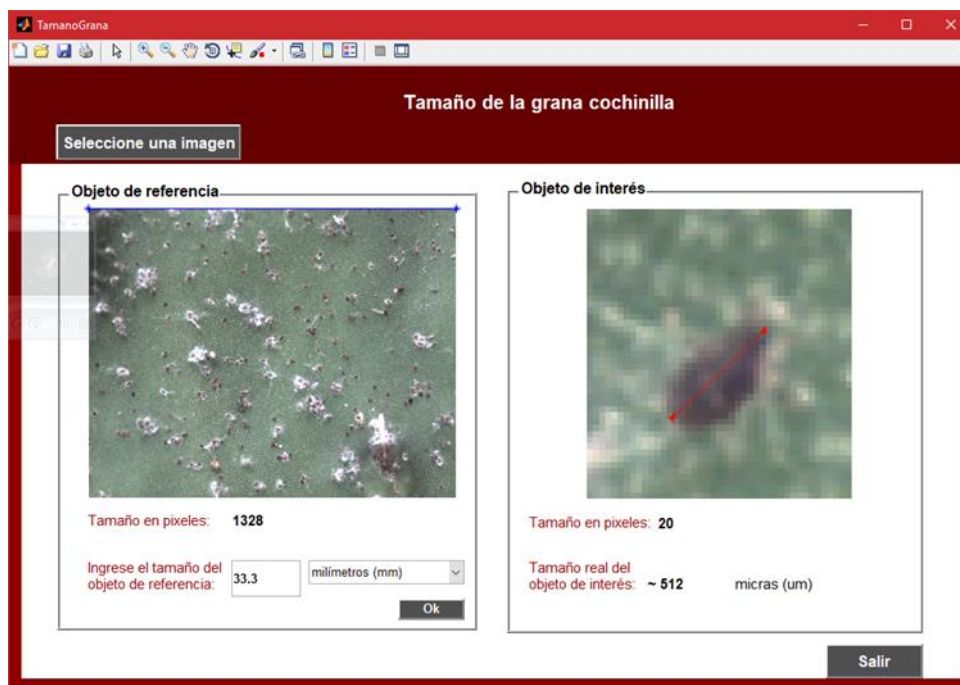 TamanoGrana
Tamaño de la grana cochinilla
Seleccione una imagen
Objeto de referencia
Tamaño en pixeles: 1328
Ingrese el tamaño del
objeto de referencia: 33.3 milímetros (mm)
Ok
Objeto de interés
Tamaño en pixeles: 20
Tamaño real del
objeto de interés: ~ 512 micras (um)
Salir